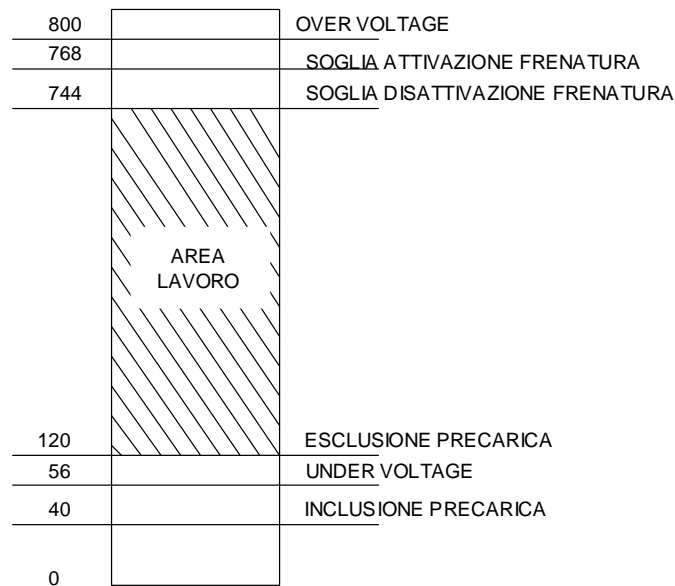 800 OVER VOLTAGE
768 SOGLIA ATTIVAZIONE FRENATURA
744 SOGLIA DISATTIVAZIONE FRENATURA
AREA
LAVORO
120 ESCLUSIONE PRECARICA
56 UNDER VOLTAGE
40 INCLUSIONE PRECARICA
0